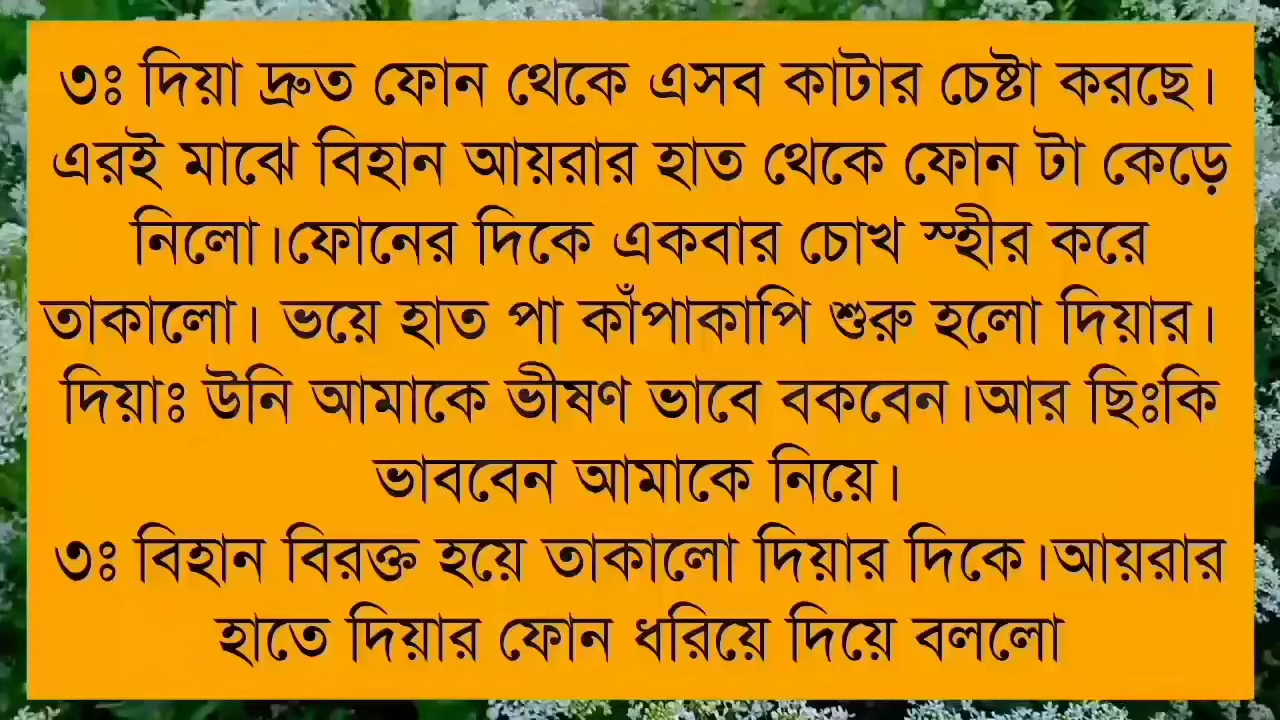 ৩ঃ দিয়া দ্রুত ফোন থেকে এসব কাটার চেষ্টা করছে।
এরই মাঝে বিহান আয়রার হাত থেকে ফোন টা কেড়ে
নিলো।ফোনের দিকে একবার চোখ স্হীর করে
তাকালো। ভয়ে হাত পা কাঁপাকাপি শুরু হলো দিয়ার।
দিয়াঃ উনি আমাকে ভীষণ ভাবে বকবেন।আর ছিঃকি
ভাববেন আমাকে নিয়ে।
৩ঃ বিহান বিরক্ত হয়ে তাকালো দিয়ার দিকে।আয়রার
হাতে দিয়ার ফোন ধরিয়ে দিয়ে বললো